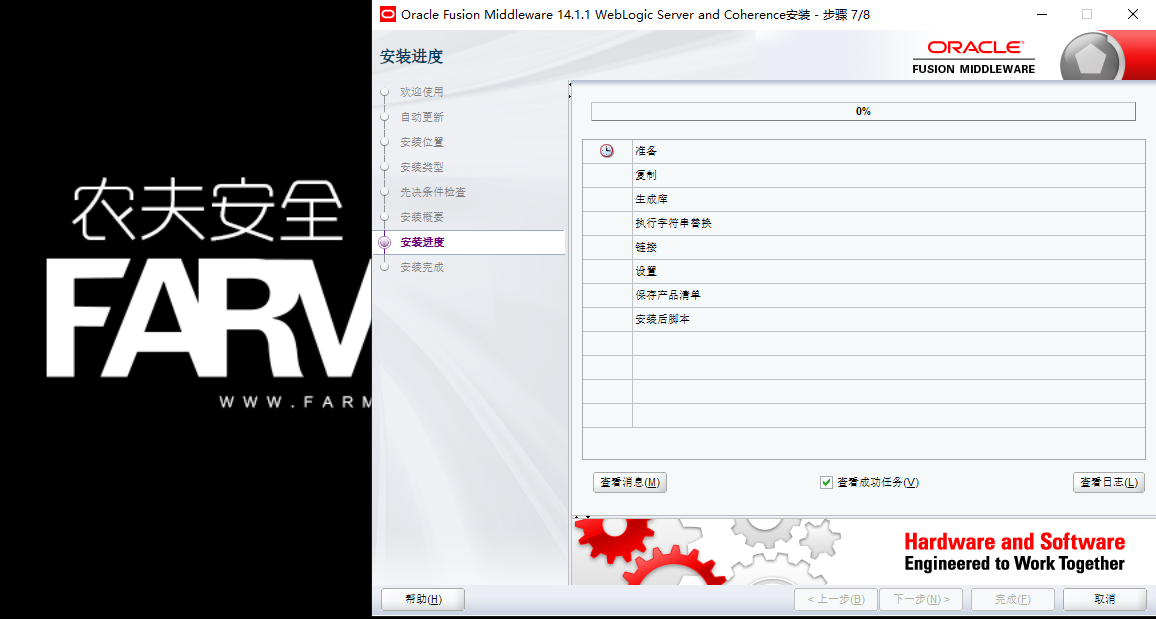 Oracle Fusion Middleware 14.1.1 WebLogic Server and Coherence安装 - 步骤 7/8
安装进度
ORACLE
FUSION MIDDLEWARE
欢迎使用
自动更新
安装位置
安装类型
先决条件检查
安装概要
安装进度
安装完成
0%
准备
复制
生成库
执行字符串替换
链接
设置
保存产品清单
安装后脚本
查看消息(M)
查看成功任务(V)
查看日志(L)
Hardware and Software
Engineered to Work Together
帮助(H)
< 上一步(B)
下一步(N) >
完成(F)
取消
农夫安全
FARM
WWW.FARM